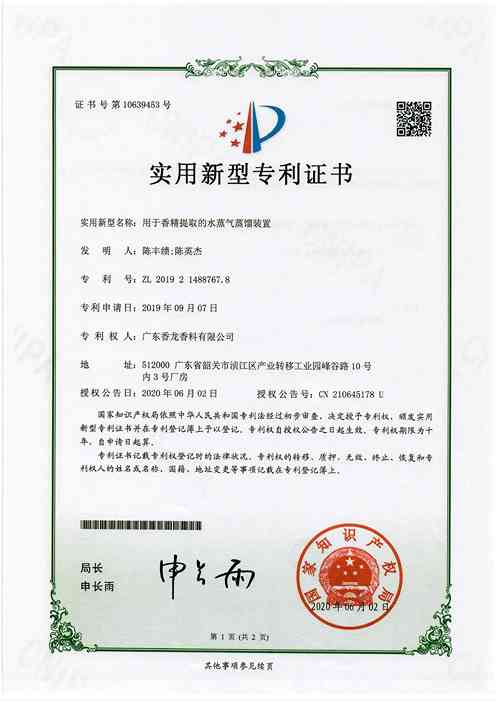 证书号第10639453号
实用新型专利证书
实用新型名称：用于香精提取的水蒸气蒸馏装置
发 明 人：陈丰绩;陈英杰
专 利 号：ZL 2019 2 1488767.8
专利申请日：2019年09月07日
专 利 权 人：广东香龙香料有限公司
地 址：512000 广东省韶关市浈江区产业转移工业园峰谷路10号
内3号厂房
授权公告日：2020年06月02日 授权公告号：CN 210645178 U
国家知识产权局依照中华人民共和国专利法经过初步审查，决定授予专利权，颁发实用
新型专利证书并在专利登记簿上予以登记。专利权自授权公告之日起生效。专利权期限为十
年，自申请日起算。
专利证书记载专利权登记时的法律状况。专利权的转移、质押、无效、终止、恢复和专
利权人的姓名或名称、国籍、地址变更等事项记载在专利登记簿上。
局长
申长雨
申长雨
国家知识产权局
2020年06月02日
第 1 页 (共 2 页)
其他事项参见续页